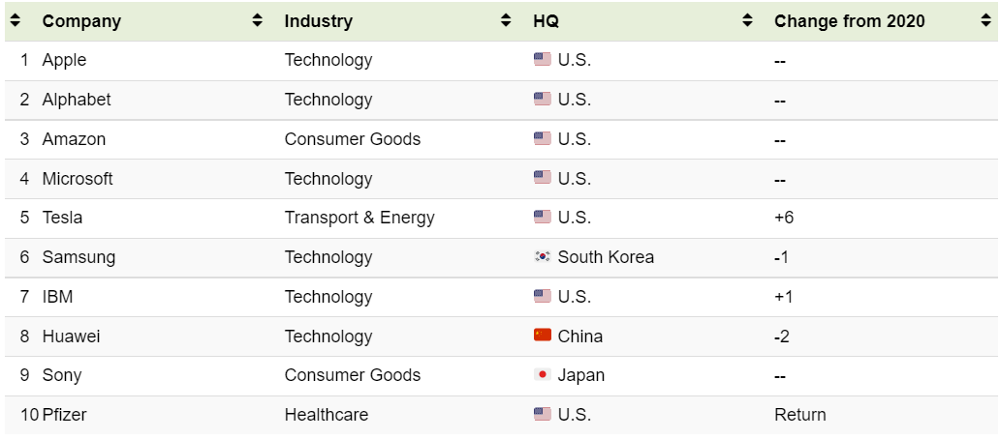 Company Industry HQ Change from 2020
1 Apple Technology U.S. --
2 Alphabet Technology U.S. --
3 Amazon Consumer Goods U.S. --
4 Microsoft Technology U.S. --
5 Tesla Transport & Energy U.S. +6
6 Samsung Technology South Korea -1
7 IBM Technology U.S. +1
8 Huawei Technology China -2
9 Sony Consumer Goods Japan --
10 Pfizer Healthcare U.S. Return